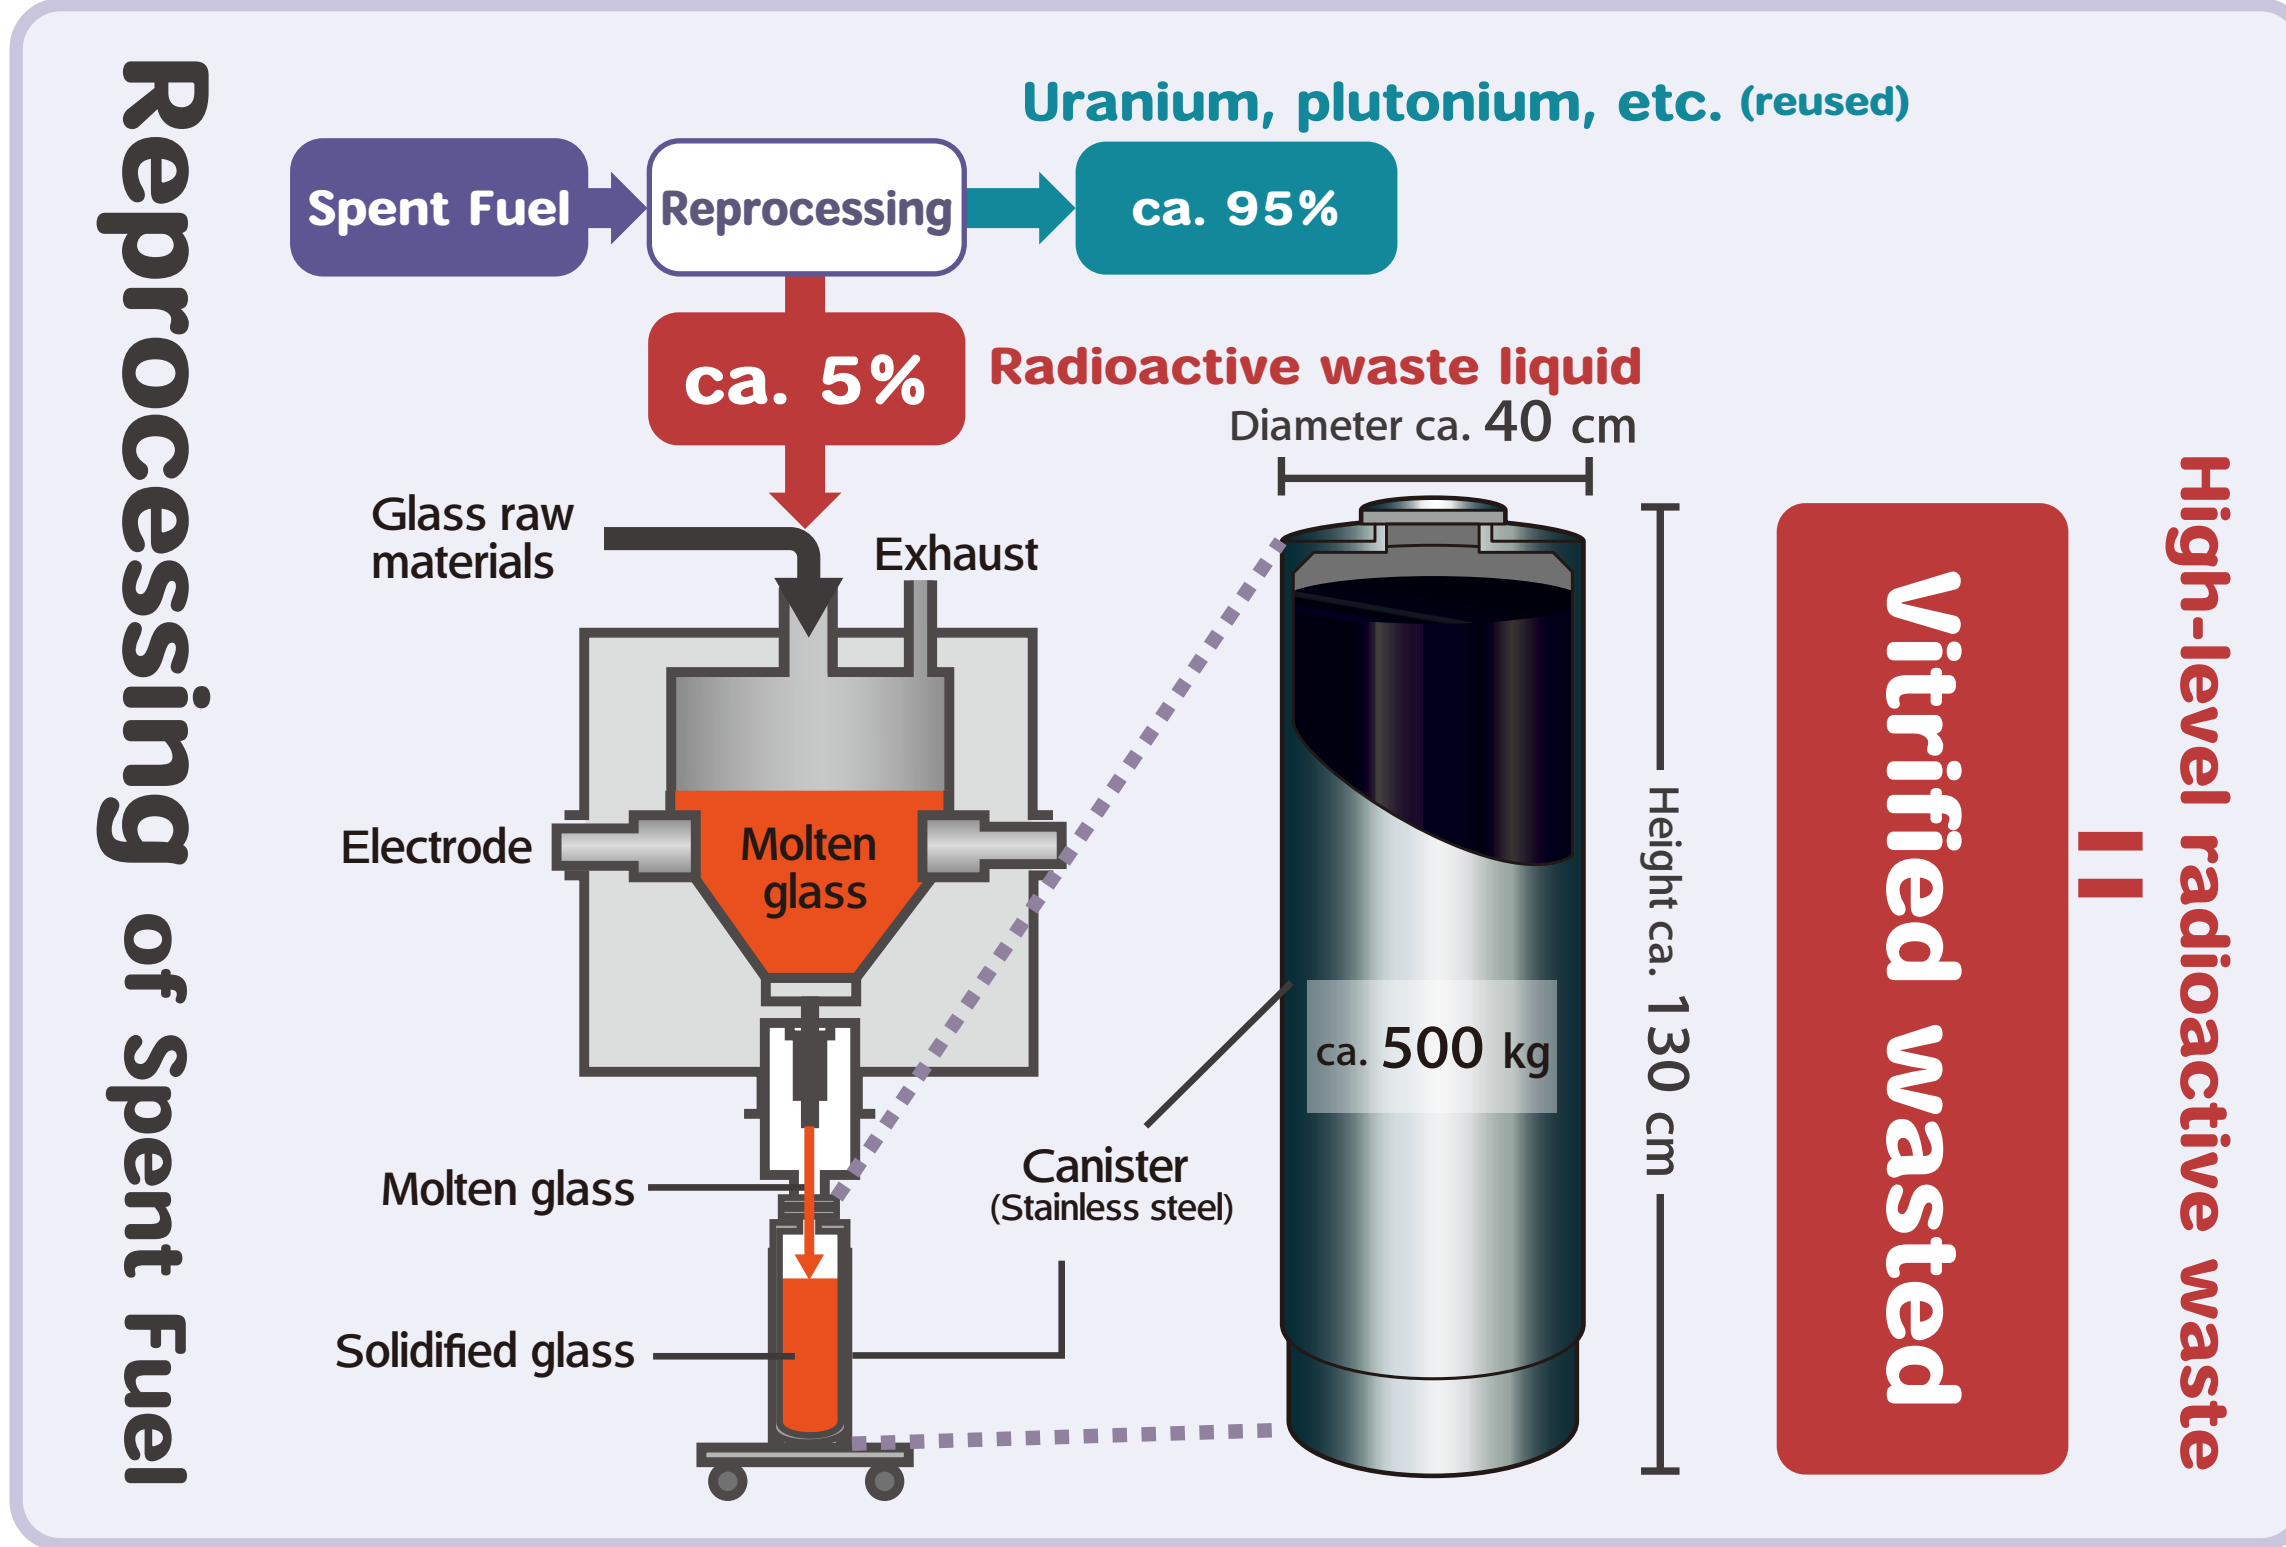 Reprocessing of Spent Fuel
Uranium, plutonium, etc. (reused)
Spent Fuel
Reprocessing
ca. 95%
ca. 5%
Radioactive waste liquid
Diameter ca. 40 cm
Glass raw
materials
Exhaust
Electrode
Molten
glass
Height ca. 130 cm
ca. 500 kg
Canister
(Stainless steel)
Molten glass
Solidified glass
Vitrified wasted
=
High-level radioactive waste